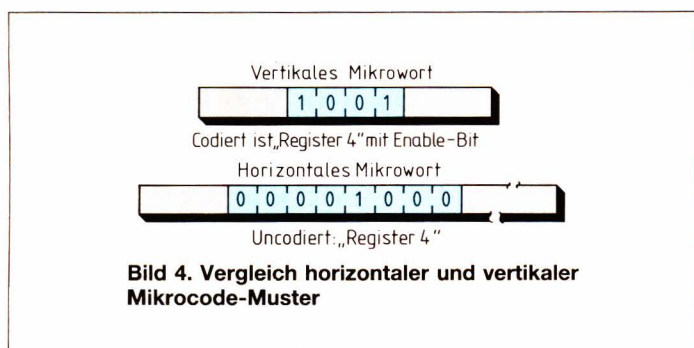 Vertikales Mikrowort
1 0 0 1
Codiert ist „Register 4" mit Enable-Bit
Horizontales Mikrowort
0 0 0 0 1 0 0 0
Uncodiert: „Register 4"
Bild 4. Vergleich horizontaler und vertikaler
Mikrocode-Muster